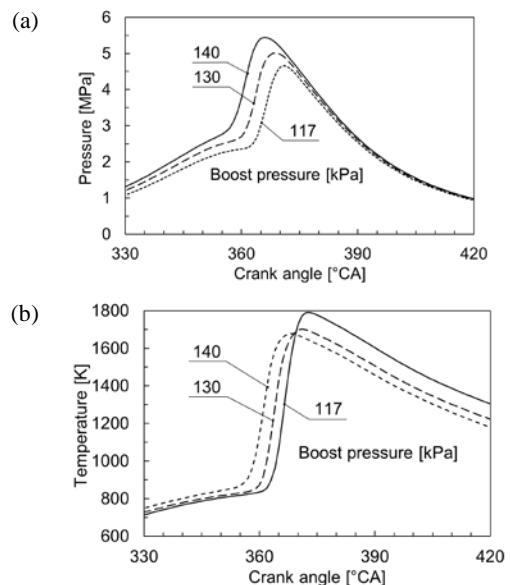 (a)
Pressure [MPa]
6
5
4
3
2
1
0
140
130
117
Boost pressure [kPa]
330 360 390 420
Crank angle [°CA]
(b)
Temperature [K]
1800
1600
1400
1200
1000
800
600
140
130
117
Boost pressure [kPa]
330 360 390 420
Crank angle [°CA]